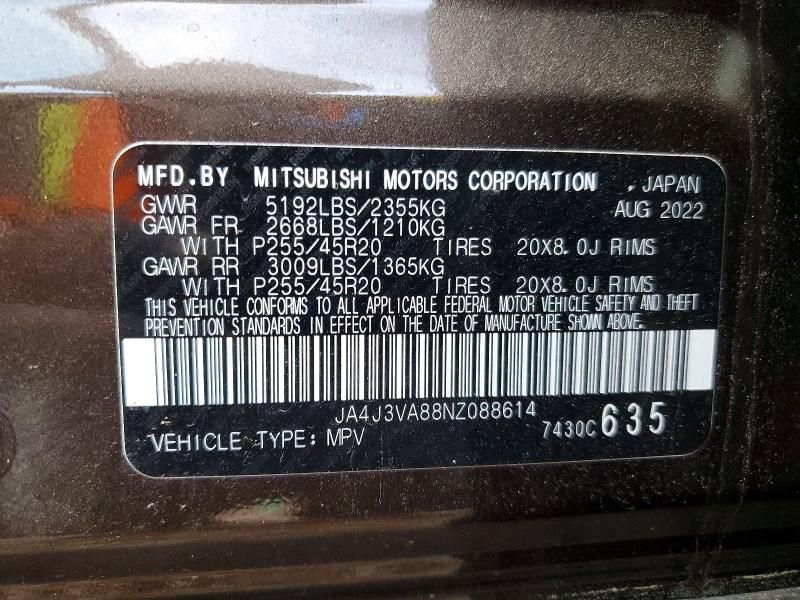 MFD.BY MITSUBISHI MOTORS CORPORATION . JAPAN
GVWR 5192LBS/2355KG AUG 2022
GAWR FR 2668LBS/1210KG
WITH P255/45R20 TIRES 20X8.0J RIMS
GAWR RR 3009LBS/1365KG
WITH P255/45R20 TIRES 20X8.0J RIMS
THIS VEHICLE CONFORMS TO ALL APPLICABLE FEDERAL MOTOR VEHICLE SAFETY AND THEFT
PREVENTION STANDARDS IN EFFECT ON THE DATE OF MANUFACTURE SHOWN ABOVE.
JA4J3VA88NZ088614
VEHICLE TYPE: MPV 7430C 635